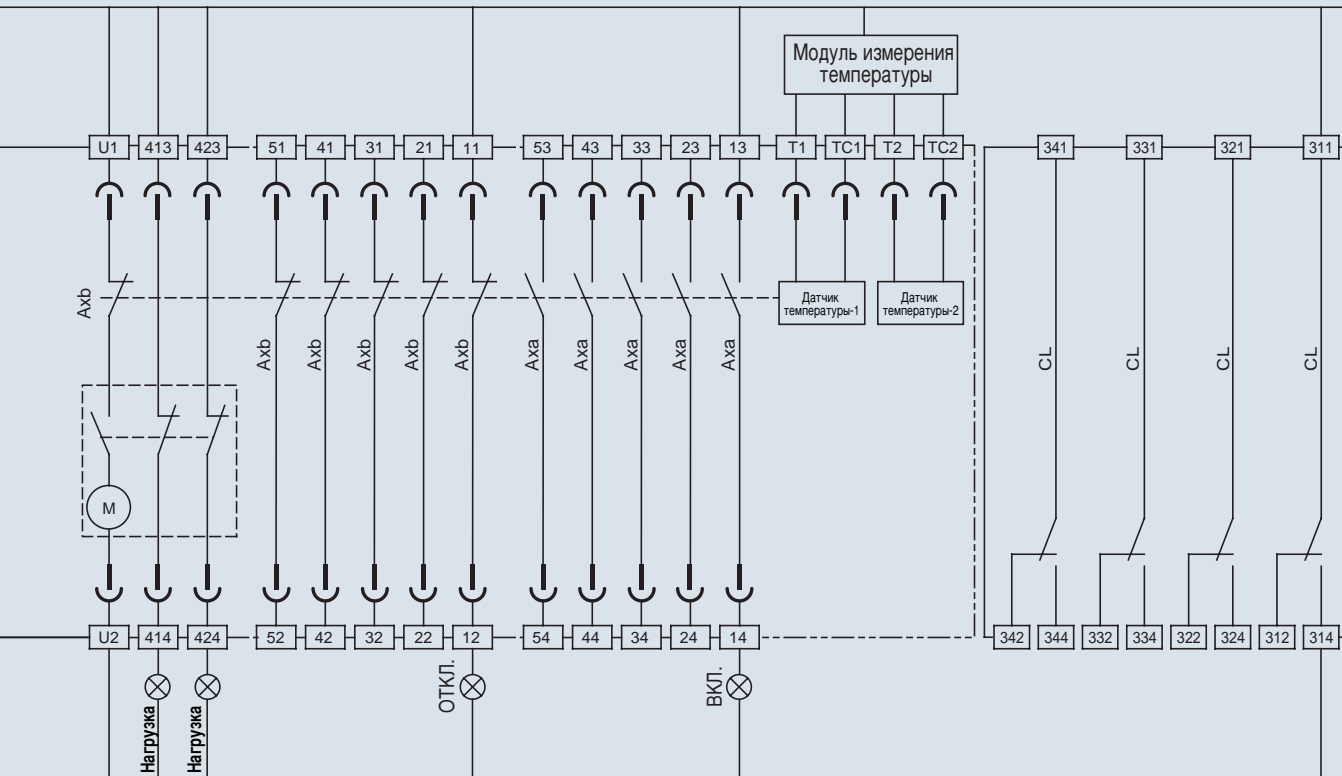 Модуль измерения
температуры
U1 413 423 51 41 31 21 11 53 43 33 23 13 T1 TC1 T2 TC2 341 331 321 311
Axb
Датчик
температуры-1
Датчик
температуры-2
Axb Axb Axb Axb Axb Axa Axa Axa Axa Axa CL CL CL CL
M
U2 414 424 52 42 32 22 12 54 44 34 24 14 342 344 332 334 322 324 312 314
ОТКЛ.
ВКЛ.
Нагрузка
Нагрузка